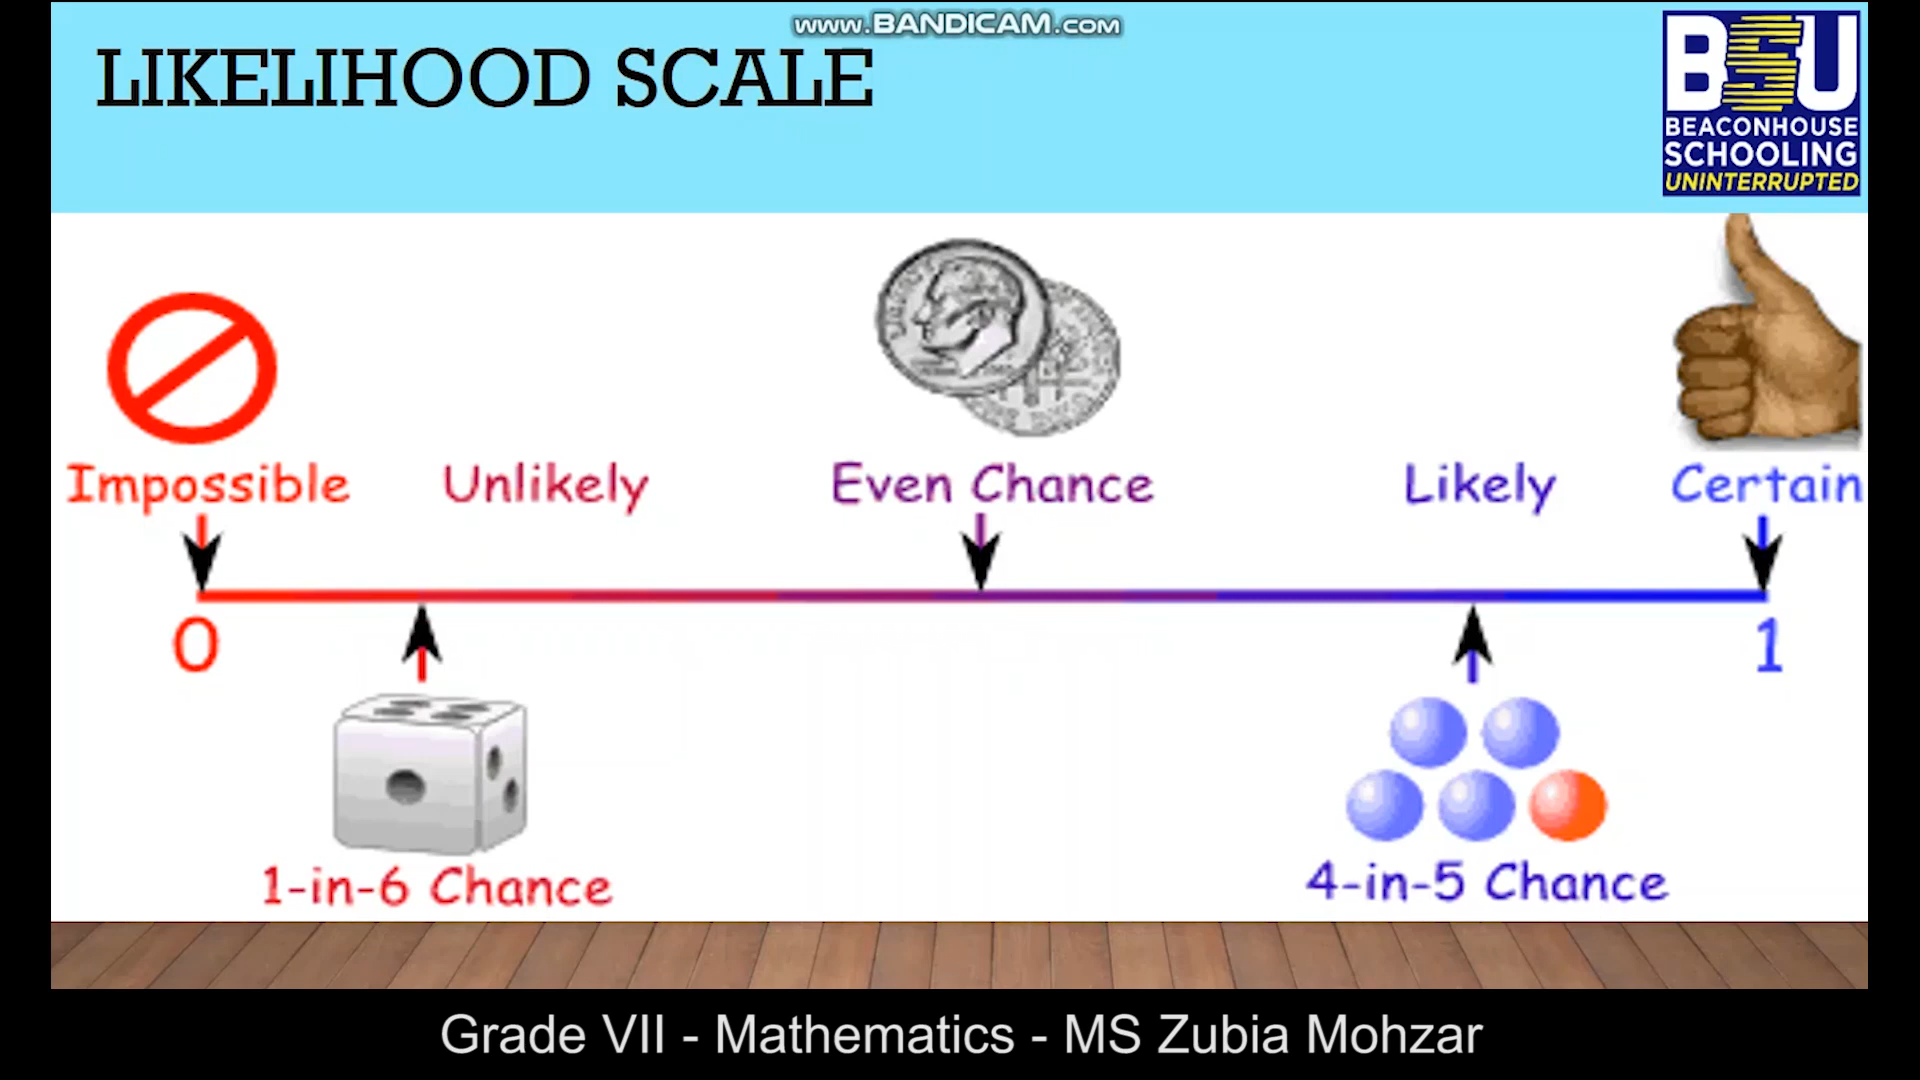 www.BANDICAM.com
LIKELIHOOD SCALE
BSU
BEACONHOUSE
SCHOOLING
UNINTERRUPTED
Impossible Unlikely Even Chance Likely Certain
0 1
1-in-6 Chance 4-in-5 Chance
Grade VII - Mathematics - MS Zubia Mohzar